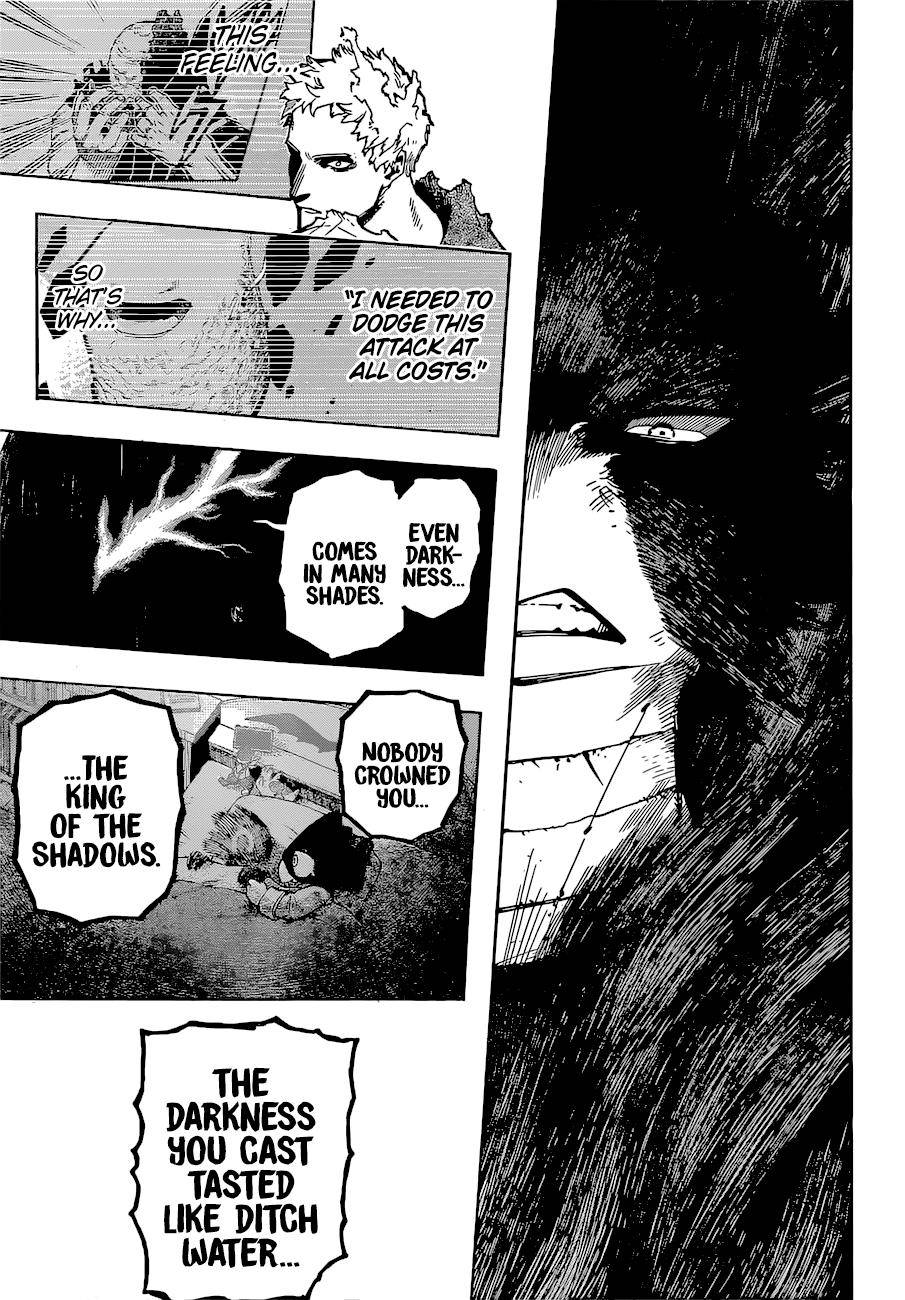 THIS
FEELING...
SO
THAT'S
WHY...
"I NEEDED TO
DODGE THIS
ATTACK AT
ALL COSTS."
EVEN
DARK-
NESS...
COMES
IN MANY
SHADES.
NOBODY
CROWNED
YOU...
...THE
KING
OF THE
SHADOWS.
THE
DARKNESS
YOU CAST
TASTED
LIKE DITCH
WATER...